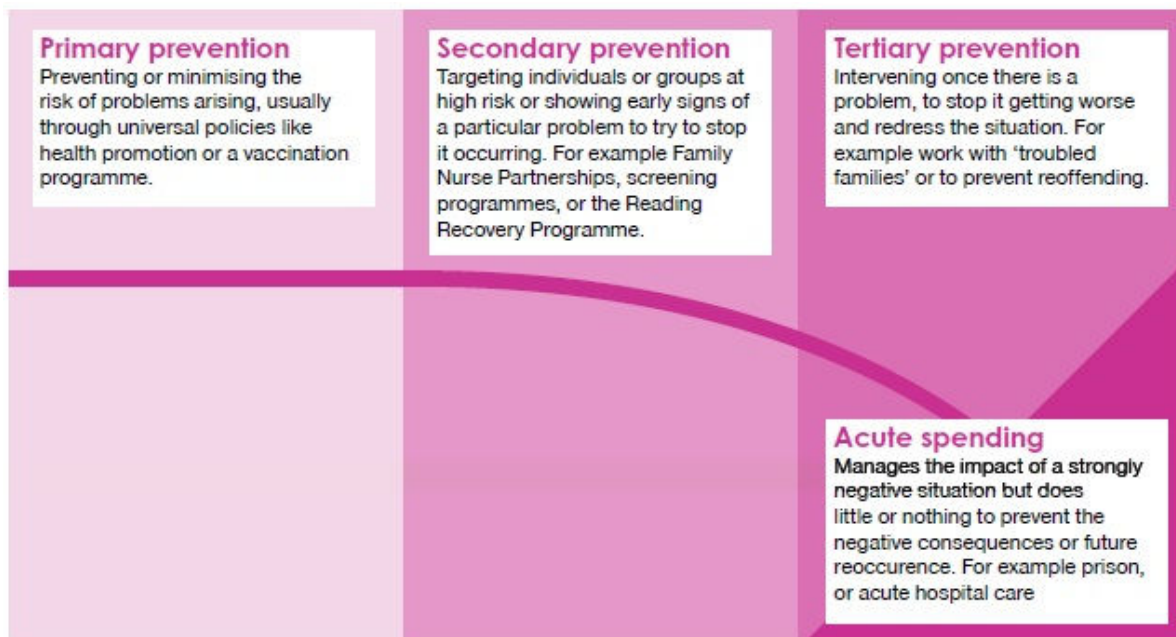 Primary prevention
Preventing or minimising the
risk of problems arising, usually
through universal policies like
health promotion or a vaccination
programme.
Secondary prevention
Targeting individuals or groups at
high risk or showing early signs of
a particular problem to try to stop
it occurring. For example Family
Nurse Partnerships, screening
programmes, or the Reading
Recovery Programme.
Tertiary prevention
Intervening once there is a
problem, to stop it getting worse
and redress the situation. For
example work with ‘troubled
families’ or to prevent reoffending.
Acute spending
Manages the impact of a strongly
negative situation but does
little or nothing to prevent the
negative consequences or future
reoccurence. For example prison,
or acute hospital care